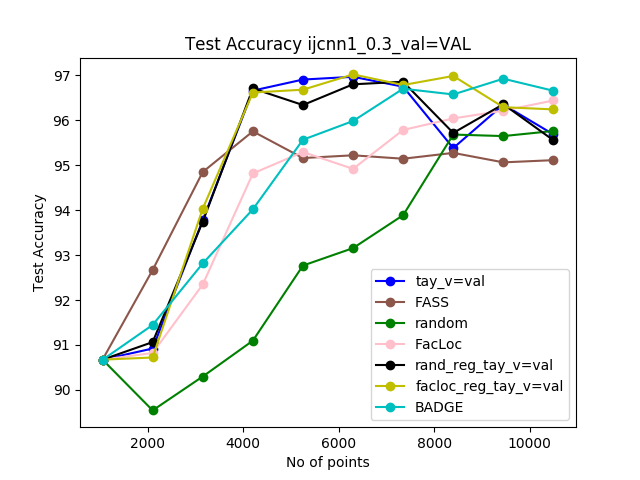 Test Accuracy ijcnn1_0.3_val=VAL
97
96
95
94
93
92
91
90
Test Accuracy
2000 4000 6000 8000 10000
No of points
tay_v=val
FASS
random
FacLoc
rand_reg_tay_v=val
facloc_reg_tay_v=val
BADGE